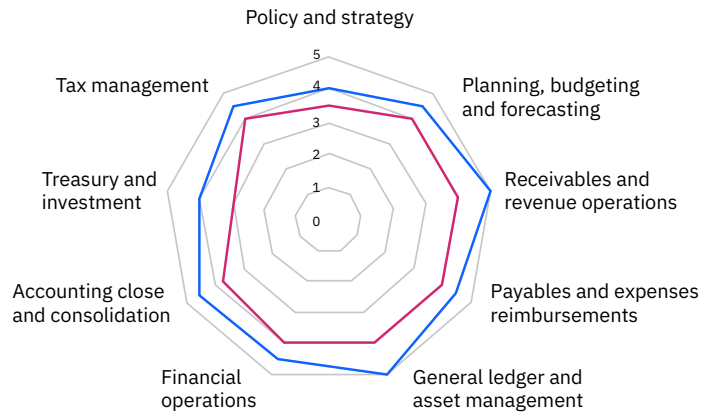 Policy and strategy
5
4
3
2
1
0
Tax management
Planning, budgeting
and forecasting
Treasury and
investment
Receivables and
revenue operations
Accounting close
and consolidation
Payables and expenses
reimbursements
Financial
operations
General ledger and
asset management